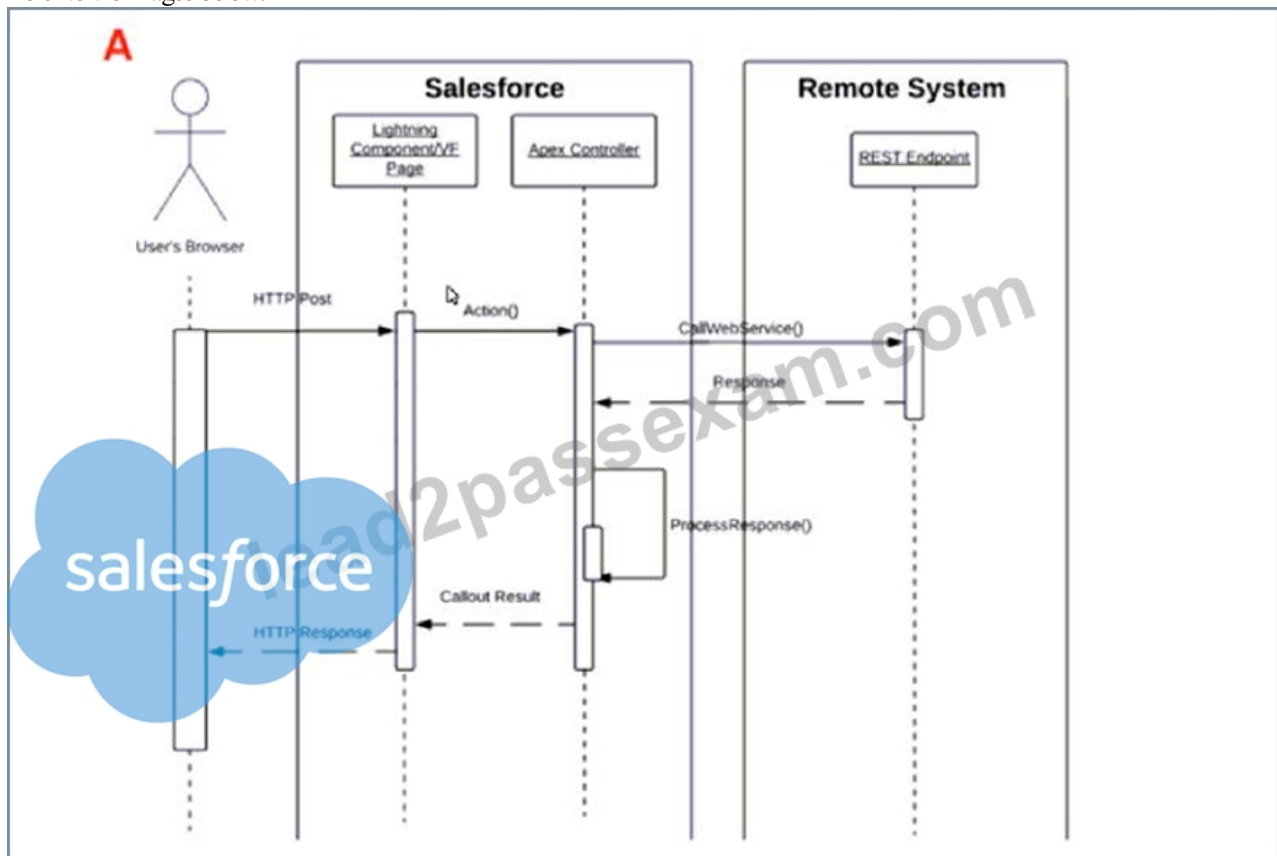 A
Salesforce
Remote System
Lightning
Component/VF
Page
Apex Controller
REST Endpoint
User's Browser
HTTP Post
Action()
CallWebService()
Response
ProcessResponse()
Callout Result
HTTP Response
salesforce
lead2passexam.com